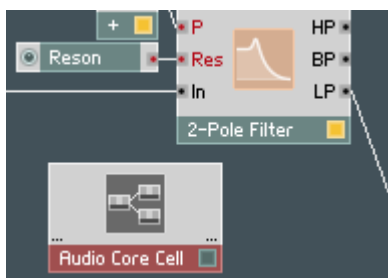 +
P
HP
Reson
Res
BP
In
LP
2-Pole Filter
...
...
Audio Core Cell